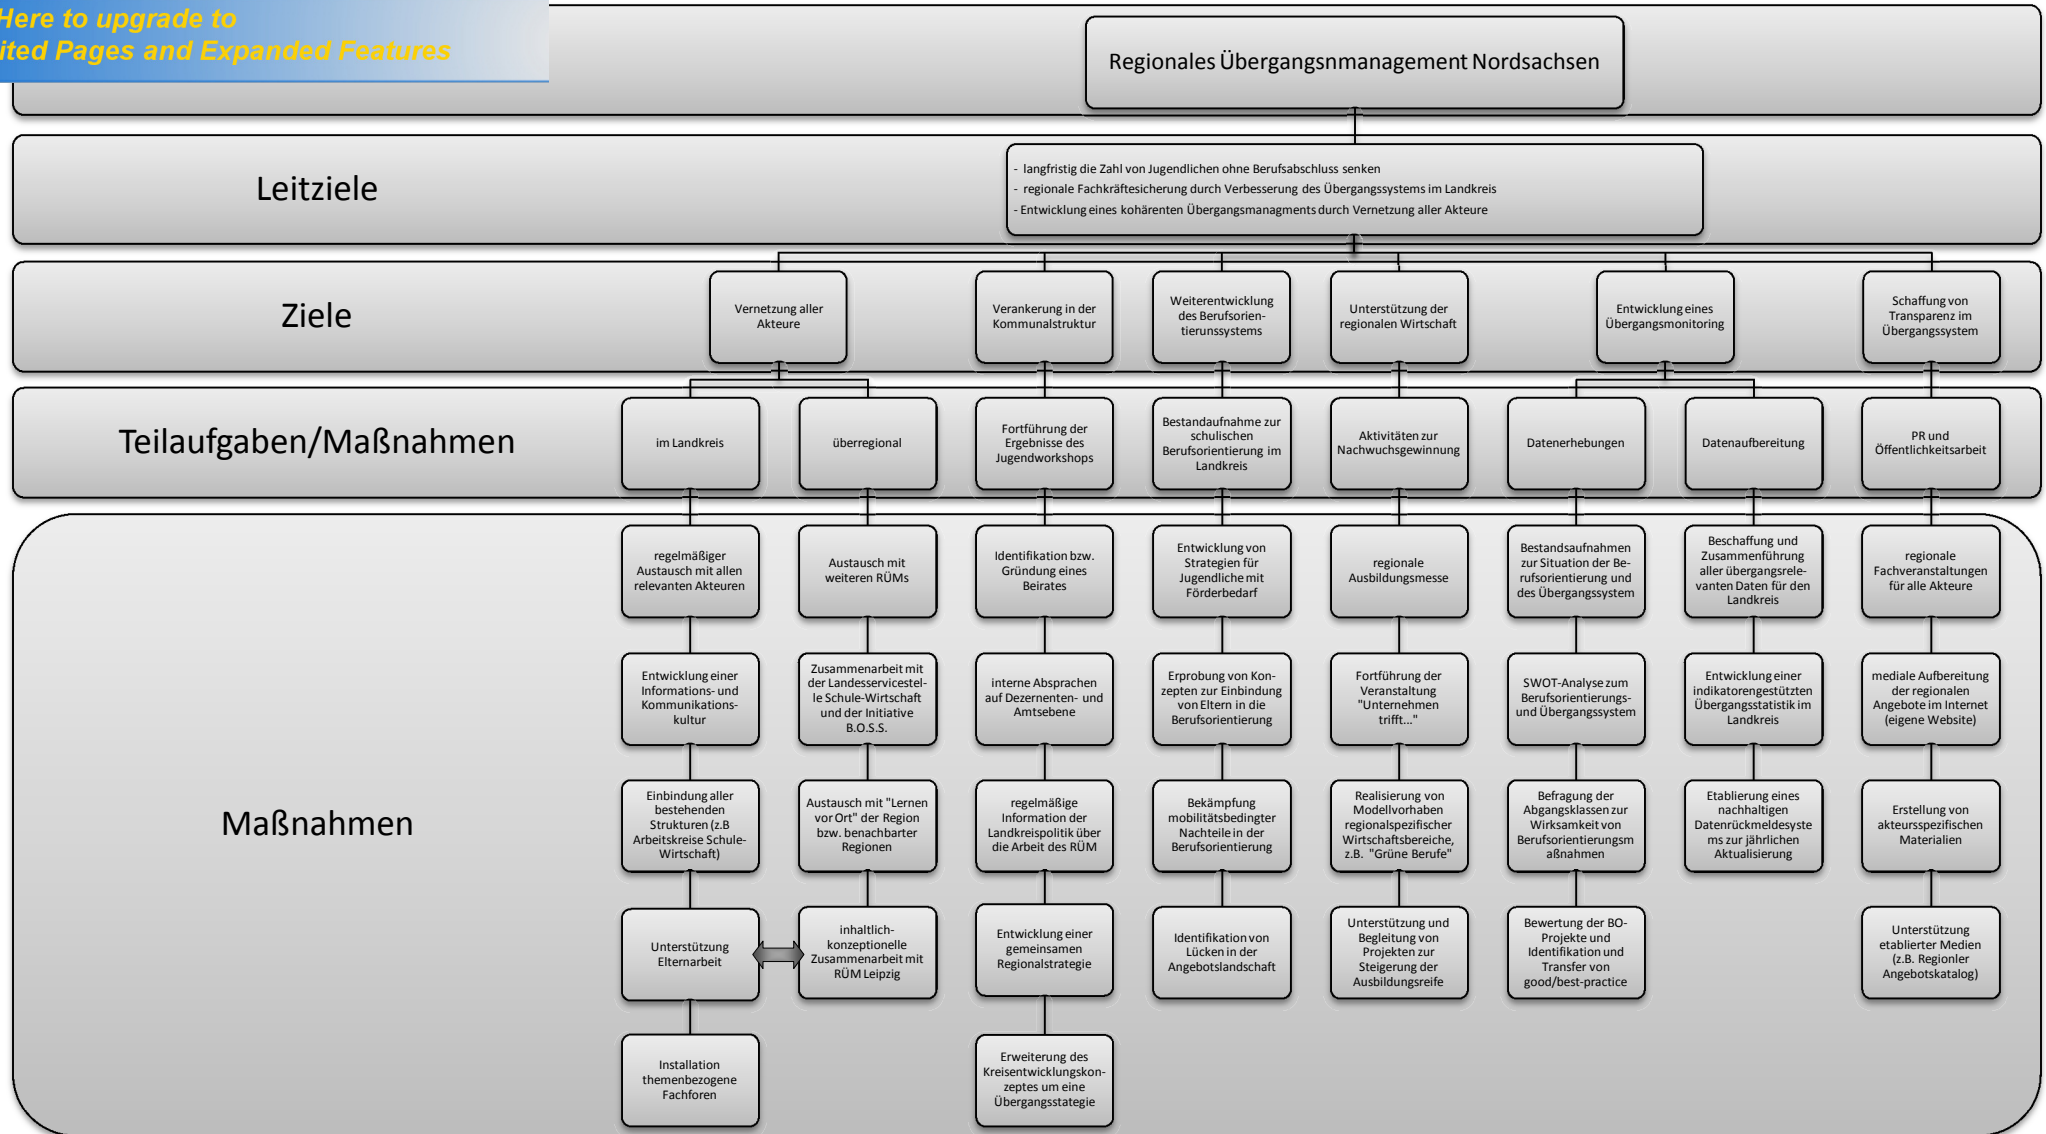 Here to upgrade to
ited Pages and Expanded Features
Regionales Übergangsnmanagement Nordsachsen
Leitziele
- langfristig die Zahl von Jugendlichen ohne Berufsabschluss senken
- regionale Fachkräftesicherung durch Verbesserung des Übergangssystems im Landkreis
- Entwicklung eines kohärenten Übergangsmanagments durch Vernetzung aller Akteure
Ziele
Vernetzung aller
Akteure
Verankerung in der
Kommunalstruktur
Weiterentwicklung
des Berufsorien-
tierunssystems
Unterstützung der
regionalen Wirtschaft
Entwicklung eines
Übergangsmonitoring
Schaffung von
Transparenz im
Übergangssystem
Teilaufgaben/Maßnahmen
im Landkreis
überregional
Fortführung der
Ergebnisse des
Jugendworkshops
Bestandaufnahme zur
schulischen
Berufsorientierung im
Landkreis
Aktivitäten zur
Nachwuchsgewinnung
Datenerhebungen
Datenaufbereitung
PR und
Öffentlichkeitsarbeit
Maßnahmen
regelmäßiger
Austausch mit allen
relevanten Akteuren
Austausch mit
weiteren RÜMs
Identifikation bzw.
Gründung eines
Beirates
Entwicklung von
Strategien für
Jugendliche mit
Förderbedarf
regionale
Ausbildungsmesse
Bestandsaufnahmen
zur Situation der Be-
rufsorientierung und
des Übergangssystem
Beschaffung und
Zusammenführung
aller übergangsrele-
vanten Daten für den
Landkreis
regionale
Fachveranstaltungen
für alle Akteure
Entwicklung einer
Informations- und
Kommunikations-
kultur
Zusammenarbeit mit
der Landesservicestel-
le Schule-Wirtschaft
und der Initiative
B.O.S.S.
interne Absprachen
auf Dezernenten- und
Amtsebene
Erprobung von Kon-
zepten zur Einbindung
von Eltern in die
Berufsorientierung
Fortführung der
Veranstaltung
"Unternehmen
trifft..."
SWOT-Analyse zum
Berufsorientierungs-
und Übergangssystem
Entwicklung einer
indikatorengestützten
Übergangsstatistik im
Landkreis
mediale Aufbereitung
der regionalen
Angebote im Internet
(eigene Website)
Einbindung aller
bestehenden
Strukturen (z.B
Arbeitskreise Schule-
Wirtschaft)
Austausch mit "Lernen
vor Ort" der Region
bzw. benachbarter
Regionen
regelmäßige
Information der
Landkreispolitik über
die Arbeit des RÜM
Bekämpfung
mobilitätsbedingter
Nachteile in der
Berufsorientierung
Realisierung von
Modellvorhaben
regionalspezifischer
Wirtschaftsbereiche,
z.B. "Grüne Berufe"
Befragung der
Abgangsklassen zur
Wirksamkeit von
Berufsorientierungsm
aßnahmen
Etablierung eines
nachhaltigen
Datenrückmeldesyste
ms zur jährlichen
Aktualisierung
Erstellung von
akteursspezifischen
Materialien
Unterstützung
Elternarbeit
inhaltlich-
konzeptionelle
Zusammenarbeit mit
RÜM Leipzig
Entwicklung einer
gemeinsamen
Regionalstrategie
Identifikation von
Lücken in der
Angebotslandschaft
Unterstützung und
Begleitung von
Projekten zur
Steigerung der
Ausbildungsreife
Bewertung der BO-
Projekte und
Identifikation und
Transfer von
good/best-practice
Unterstützung
etablierter Medien
(z.B. Regionler
Angebotskatalog)
Installation
themenbezogene
Fachforen
Erweiterung des
Kreisentwicklungskon-
zeptes um eine
Übergangsstategie